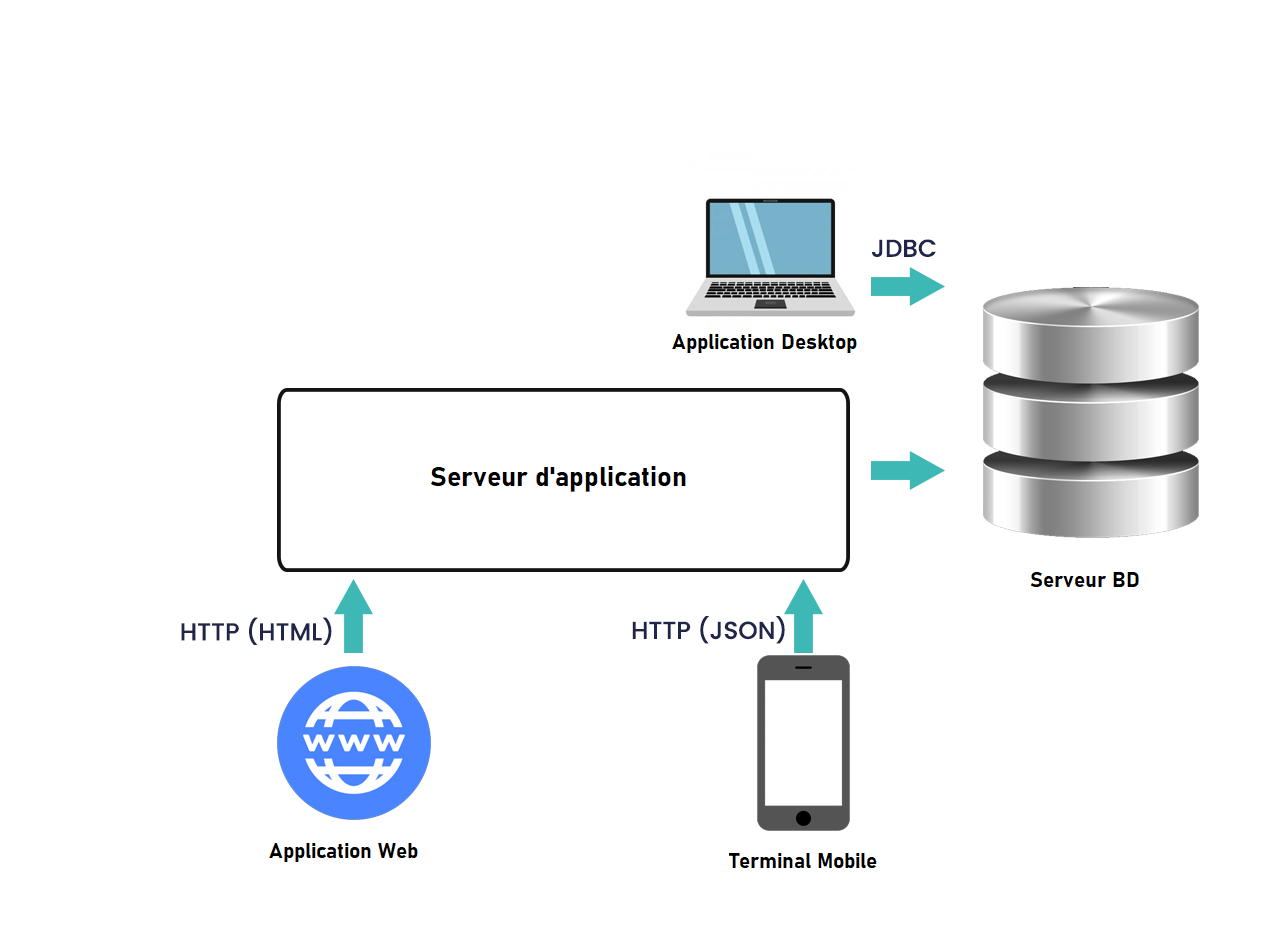 JDBC
Application Desktop
Serveur d'application
Serveur BD
HTTP (HTML)
HTTP (JSON)
www
Application Web
Terminal Mobile